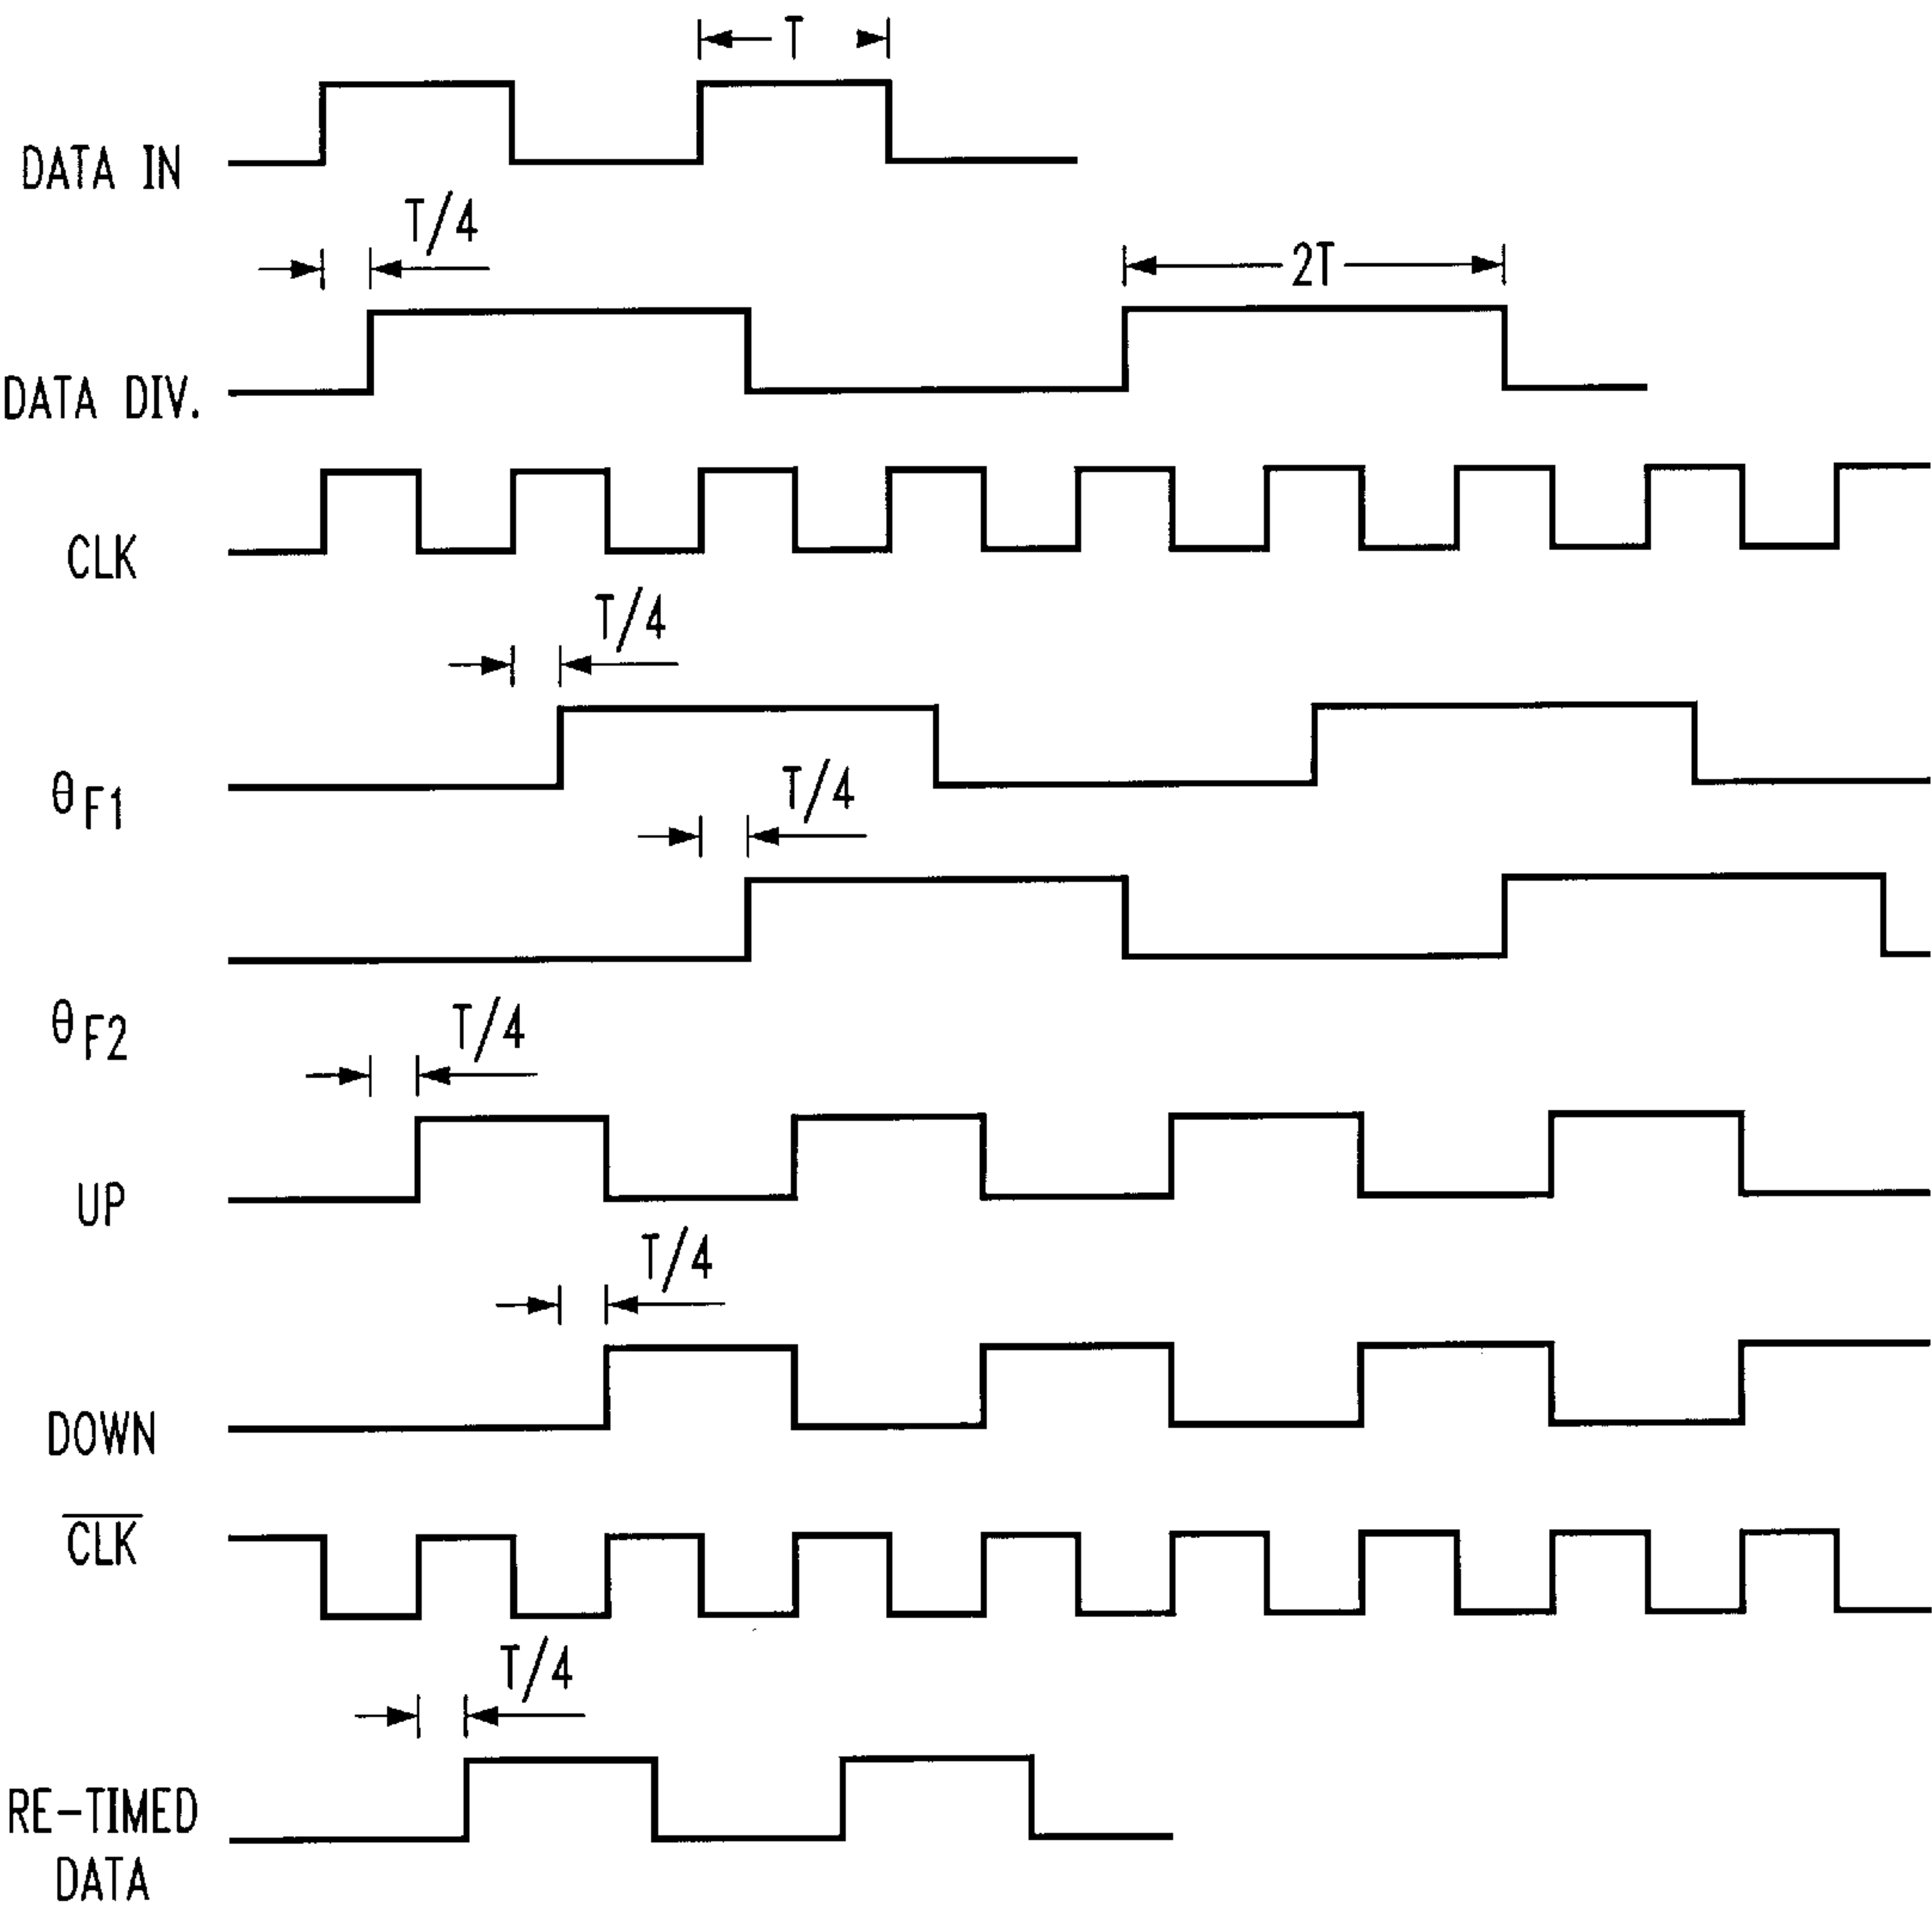 T
DATA IN
T/4
2T
DATA DIV.
CLK
T/4
θF1
T/4
θF2
T/4
UP
T/4
DOWN
C̅L̅K̅
T/4
RE-TIMED
DATA